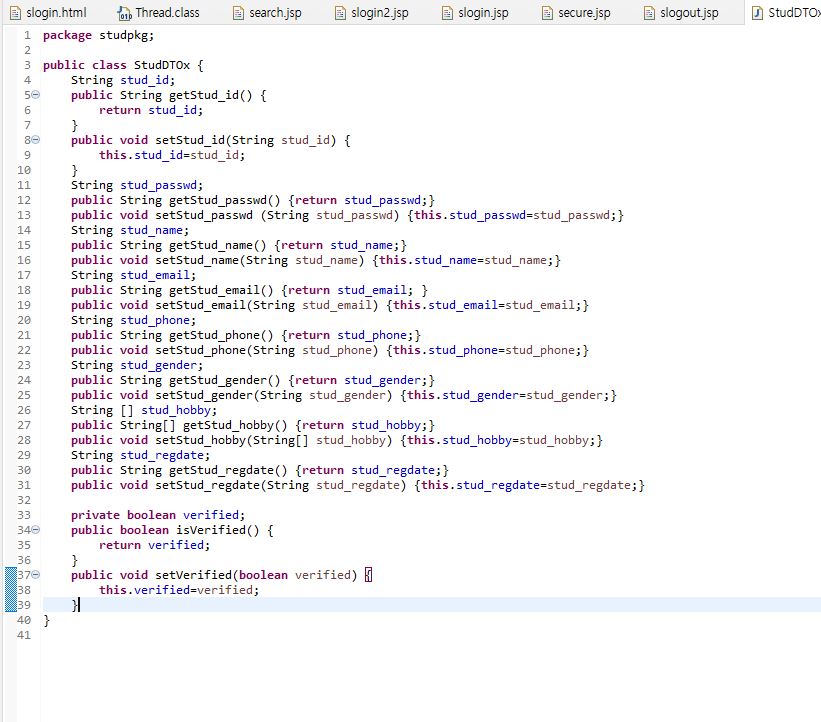 slogin.html Thread.class search.jsp slogin2.jsp slogin.jsp secure.jsp slogout.jsp StudDTOx
1 package studpkg;
2
3 public class StudDTOx {
4     String stud_id;
5     public String getStud_id() {
6         return stud_id;
7     }
8     public void setStud_id(String stud_id) {
9         this.stud_id=stud_id;
10     }
11     String stud_passwd;
12     public String getStud_passwd() {return stud_passwd;}
13     public void setStud_passwd (String stud_passwd) {this.stud_passwd=stud_passwd;}
14     String stud_name;
15     public String getStud_name() {return stud_name;}
16     public void setStud_name(String stud_name) {this.stud_name=stud_name;}
17     String stud_email;
18     public String getStud_email() {return stud_email; }
19     public void setStud_email(String stud_email) {this.stud_email=stud_email;}
20     String stud_phone;
21     public String getStud_phone() {return stud_phone;}
22     public void setStud_phone(String stud_phone) {this.stud_phone=stud_phone;}
23     String stud_gender;
24     public String getStud_gender() {return stud_gender;}
25     public void setStud_gender(String stud_gender) {this.stud_gender=stud_gender;}
26     String [] stud_hobby;
27     public String[] getStud_hobby() {return stud_hobby;}
28     public void setStud_hobby(String[] stud_hobby) {this.stud_hobby=stud_hobby;}
29     String stud_regdate;
30     public String getStud_regdate() {return stud_regdate;}
31     public void setStud_regdate(String stud_regdate) {this.stud_regdate=stud_regdate;}
32
33     private boolean verified;
34     public boolean isVerified() {
35         return verified;
36     }
37     public void setVerified(boolean verified) {
38         this.verified=verified;
39     }
40 }
41